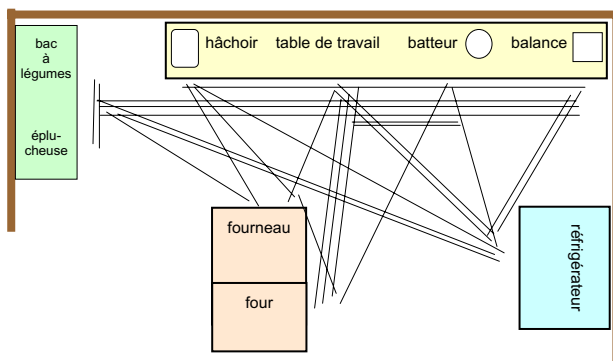 bac
à
légumes
éplu-
cheuse
hâchoir
table de travail
batteur
balance
fourneau
four
réfrigérateur